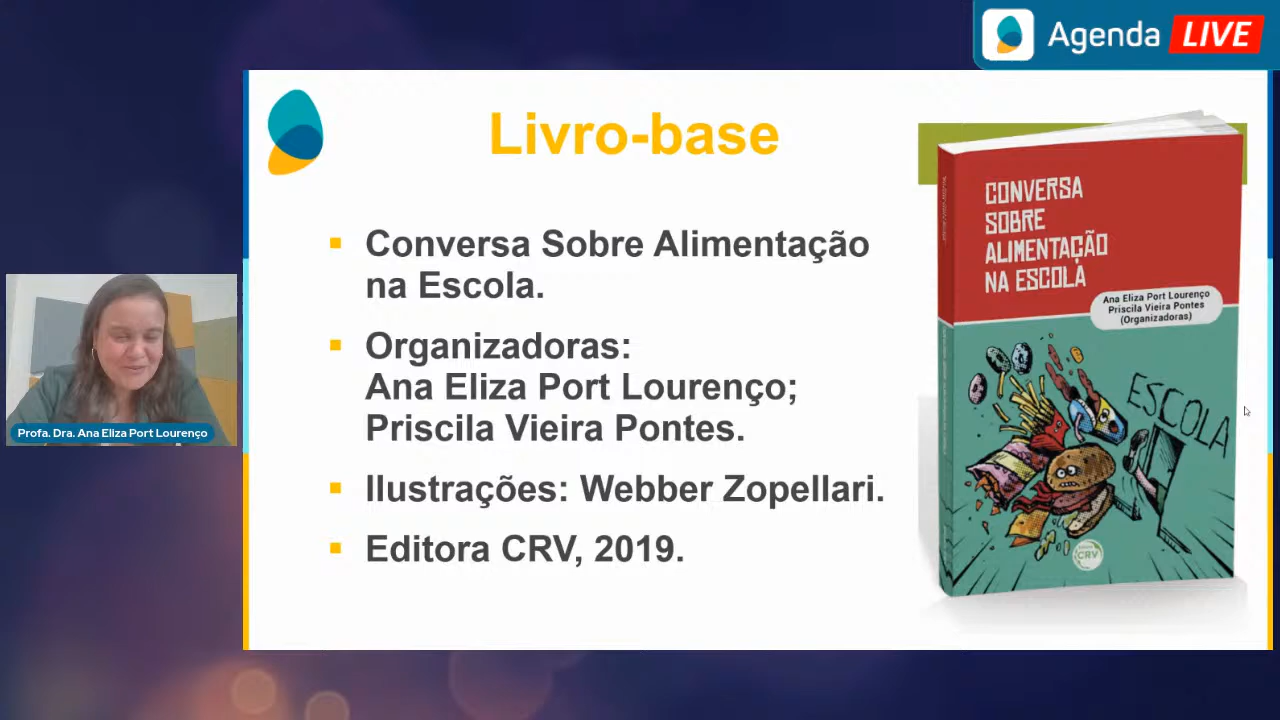 Agenda LIVE
Livro-base
Conversa Sobre Alimentação
na Escola.
Organizadoras:
Ana Eliza Port Lourenço;
Priscila Vieira Pontes.
Ilustrações: Webber Zopellari.
Editora CRV, 2019.
CONVERSA
SOBRE
ALIMENTAÇÃO
NA ESCOLA
Ana Eliza Port Lourenço
Priscila Vieira Pontes
(Organizadoras)
ESCOLA
CRV
Profa. Dra. Ana Eliza Port Lourenço